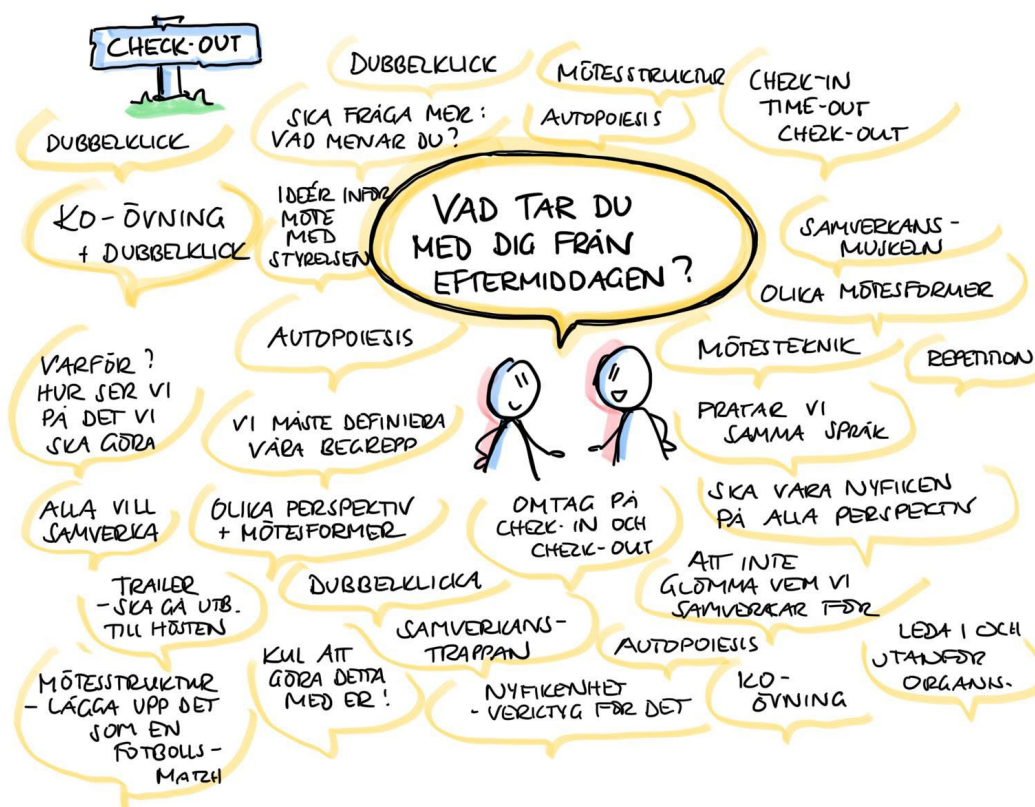 CHECK-OUT
DUBBELKLICK
MÖTESSTRUKTUR
CHECK-IN
TIME-OUT
CHECK-OUT
DUBBELKLICK
SKA FRÅGA MER:
VAD MENAR DU?
AUTOPOIESIS
KO-ÖVNING
+ DUBBELKLICK
IDEÉR INFÖR
MÖTE
MED
STYRELSEN
VAD TAR DU
MED DIG FRÅN
EFTERMIDDAGEN?
SAMVERKANS-
MUSKELN
OLIKA MÖTESFORMER
AUTOPOIESIS
MÖTESTEKNIK
REPETITION
VARFÖR?
HUR SER VI
PÅ DET VI
SKA GÖRA
VI MÅSTE DEFINIERA
VÅRA BEGREPP
PRATAR VI
SAMMA SPRÅK
ALLA VILL
SAMVERKA
OLIKA PERSPEKTIV
+ MÖTESFORMER
OMTAG PÅ
CHECK-IN OCH
CHECK-OUT
SKA VARA NYFIKEN
PÅ ALLA PERSPEKTIV
TRAILER
- SKA GÅ UTB.
TILL HÖSTEN
DUBBELKLICKA
ATT INTE
GLÖMMA VEM VI
SAMVERKAR FÖR
SAMVERKANS-
TRAPPAN
AUTOPOIESIS
LEDA I OCH
UTANFÖR
ORGANIS.
MÖTESSTRUKTUR
- LÄGGA UPP DET
SOM EN
FOTBOLLS-
MATCH
KUL ATT
GÖRA DETTA
MED ER!
NYFIKENHET
- VERKTYG FÖR DET
KO-
ÖVNING